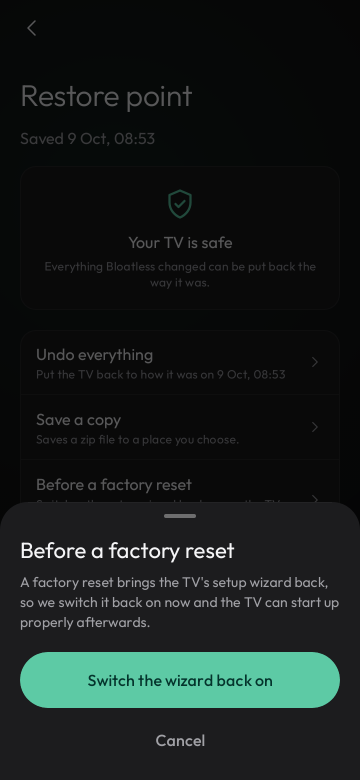 Restore point
Saved 9 Oct, 08:53
Your TV is safe
Everything Bloatless changed can be put back the
way it was.
Undo everything
Put the TV back to how it was on 9 Oct, 08:53
Save a copy
Saves a zip file to a place you choose.
Before a factory reset
Before a factory reset
A factory reset brings the TV's setup wizard back,
so we switch it back on now and the TV can start up
properly afterwards.
Switch the wizard back on
Cancel